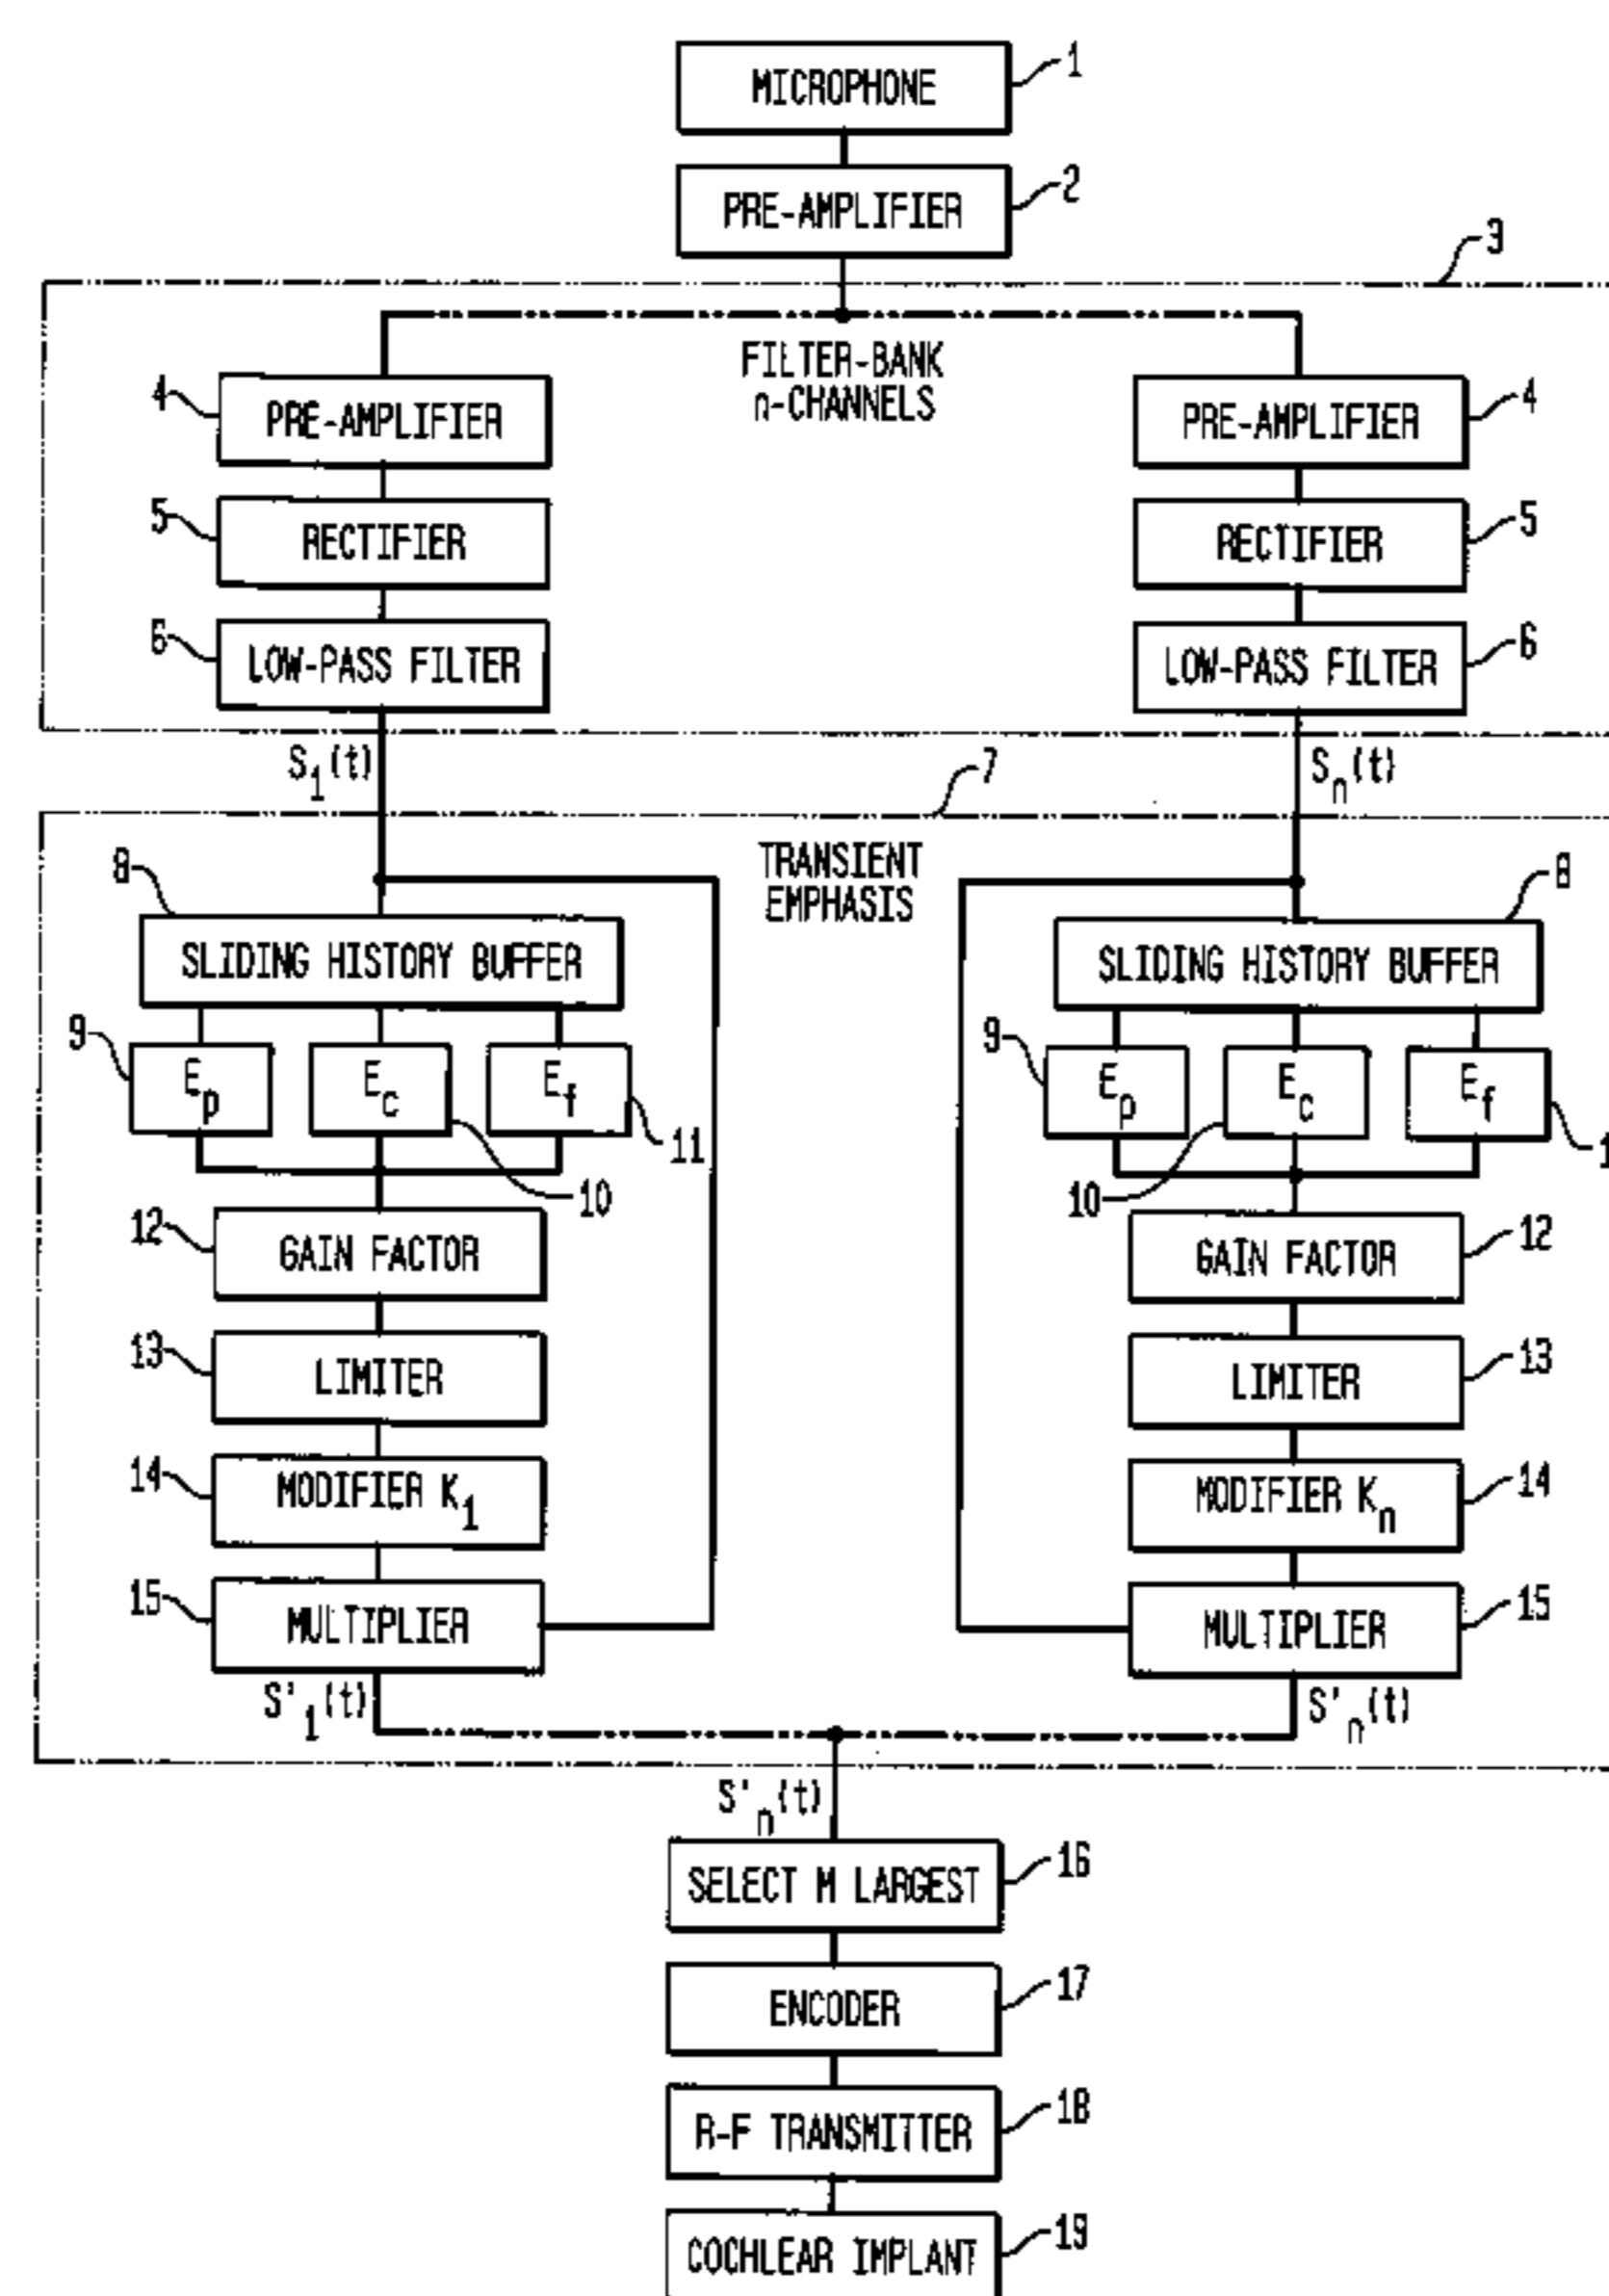 MICROPHONE 1
PRE-AMPLIFIER 2
3
FILTER-BANK
n-CHANNELS
4 PRE-AMPLIFIER
PRE-AMPLIFIER 4
5 RECTIFIER
RECTIFIER 5
6 LOW-PASS FILTER
LOW-PASS FILTER 6
S1(t)
Sn(t)
7
TRANSIENT
EMPHASIS
8
SLIDING HISTORY BUFFER
8
SLIDING HISTORY BUFFER
9 Ep Ec Ef
11
10
9 Ep Ec Ef
10
12 GAIN FACTOR
GAIN FACTOR 12
13 LIMITER
LIMITER 13
14 MODIFIER K1
MODIFIER Kn 14
15 MULTIPLIER
MULTIPLIER 15
S'1(t)
S'n(t)
S'n(t)
SELECT M LARGEST 16
ENCODER 17
R-F TRANSMITTER 18
COCHLEAR IMPLANT 19